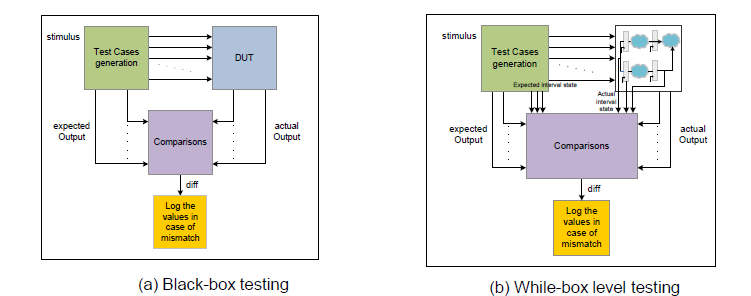 stimulus
Test Cases
generation
DUT
expected
Output
Comparisons
actual
Output
diff
Log the
values in
case of
mismatch
(a) Black-box testing
stimulus
Test Cases
generation
Expected interval state
Actual
interval
state
expected
Output
Comparisons
actual
Output
diff
Log the
values in
case of
mismatch
(b) While-box level testing